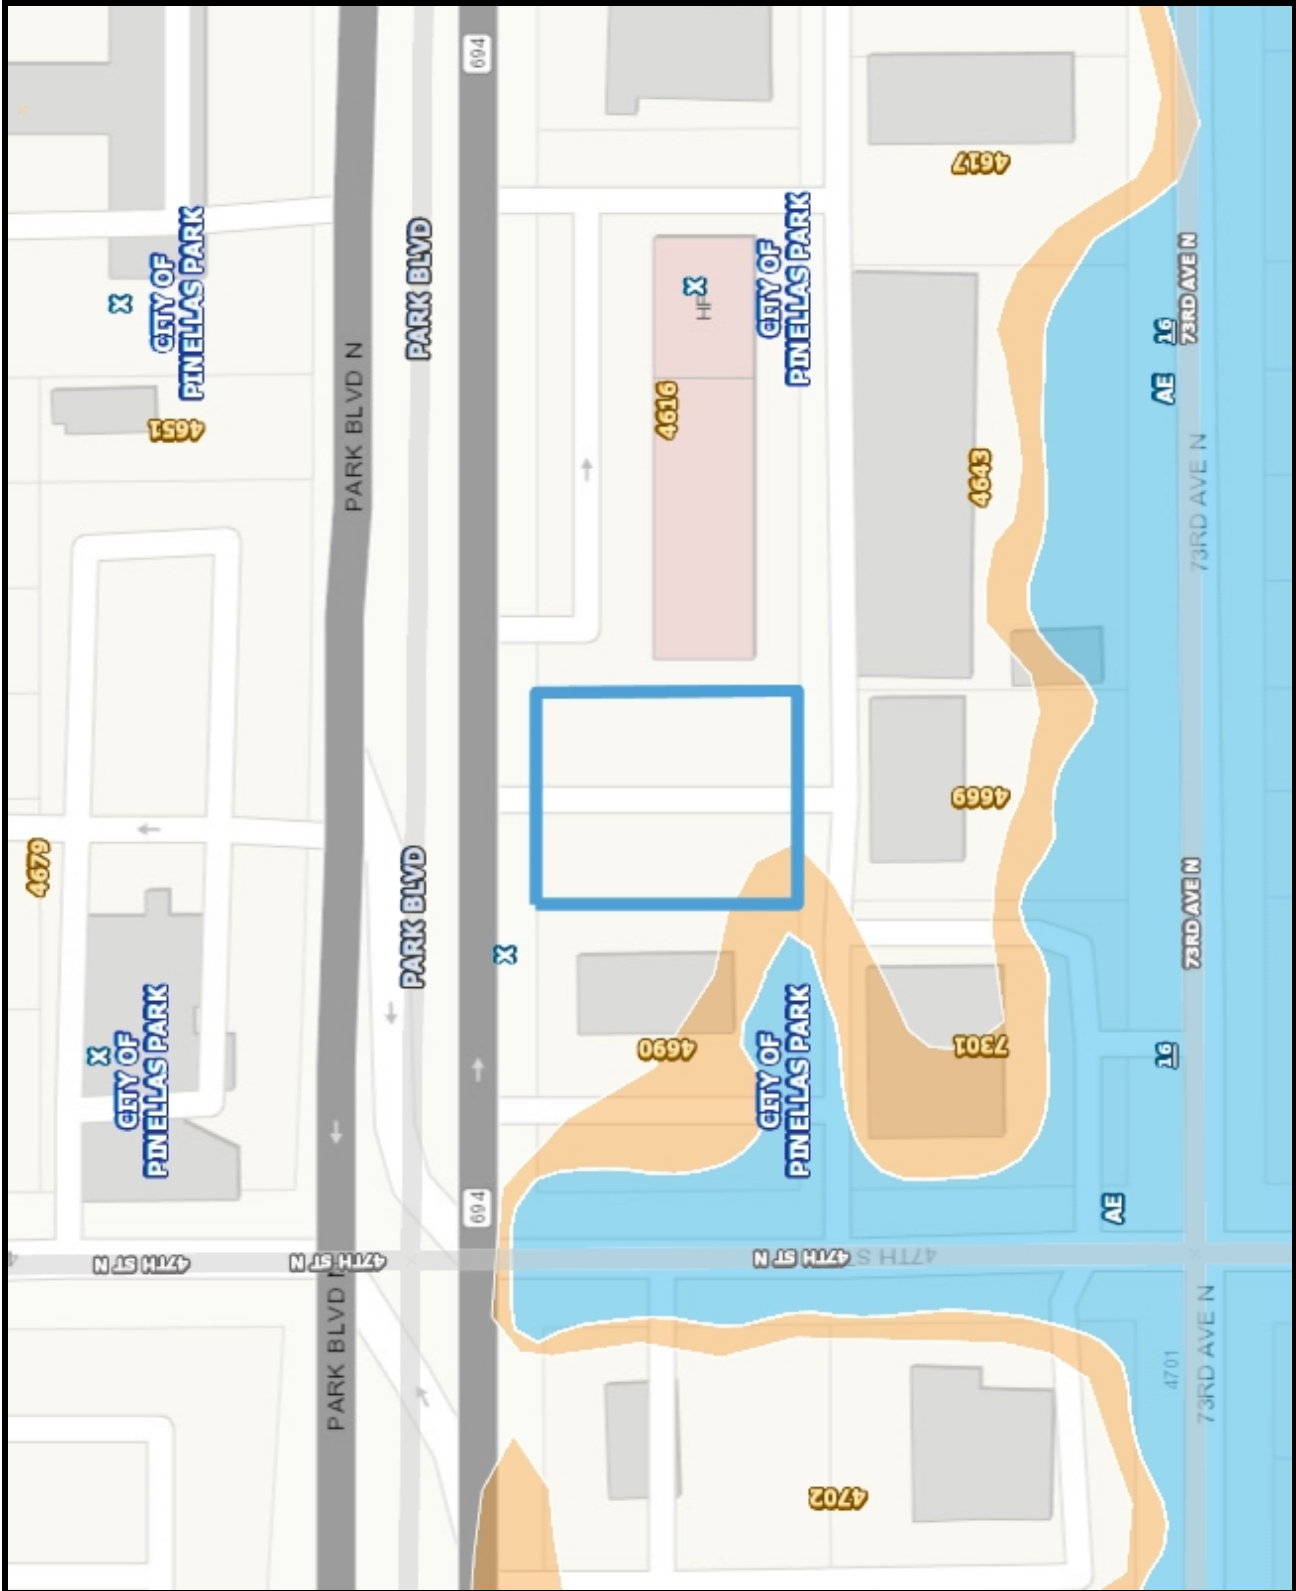 694
4617
CITY OF
PINELLAS PARK
X
PARK BLVD
CITY OF
PINELLAS PARK
X
HF
16
73RD AVE N
AE
PARK BLVD N
4651
4616
4643
73RD AVE N
4669
4679
PARK BLVD
73RD AVE N
X
CITY OF
PINELLAS PARK
X
4690
CITY OF
PINELLAS PARK
7301
16
694
AE
47TH ST N
47TH ST N
47TH ST N
47TH ST
PARK BLVD N
4701
73RD AVE N
4702